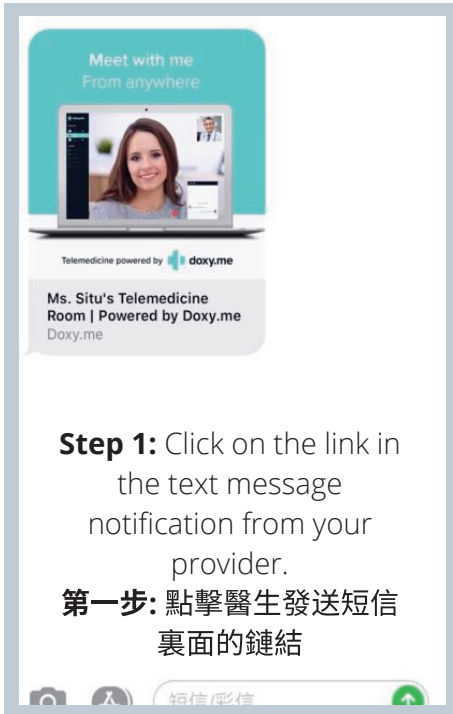 Meet with me
From anywhere
Telemedicine powered by doxy.me
Ms. Situ's Telemedicine
Room | Powered by Doxy.me
Doxy.me
Step 1: Click on the link in
the text message
notification from your
provider.
第一步: 點擊醫生發送短信
裏面的鏈結
短信/彩信